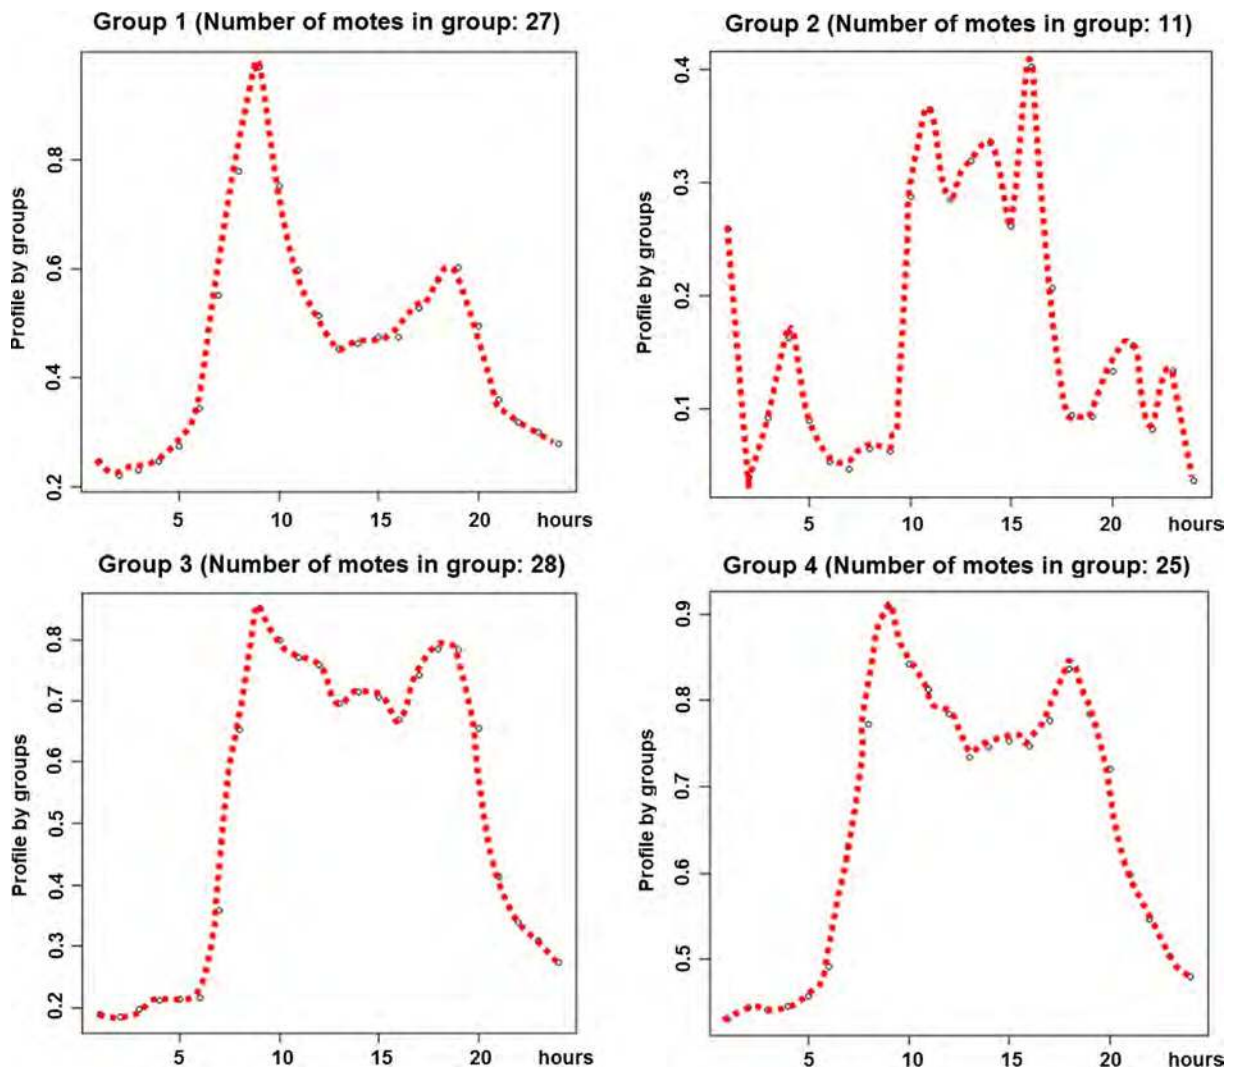 Group 1 (Number of motes in group: 27)
Profile by groups
0.8
0.6
0.4
0.2
5 10 15 20 hours
Group 2 (Number of motes in group: 11)
Profile by groups
0.4
0.3
0.2
0.1
5 10 15 20 hours
Group 3 (Number of motes in group: 28)
Profile by groups
0.8
0.7
0.6
0.5
0.4
0.3
0.2
5 10 15 20 hours
Group 4 (Number of motes in group: 25)
Profile by groups
0.9
0.8
0.7
0.6
0.5
5 10 15 20 hours